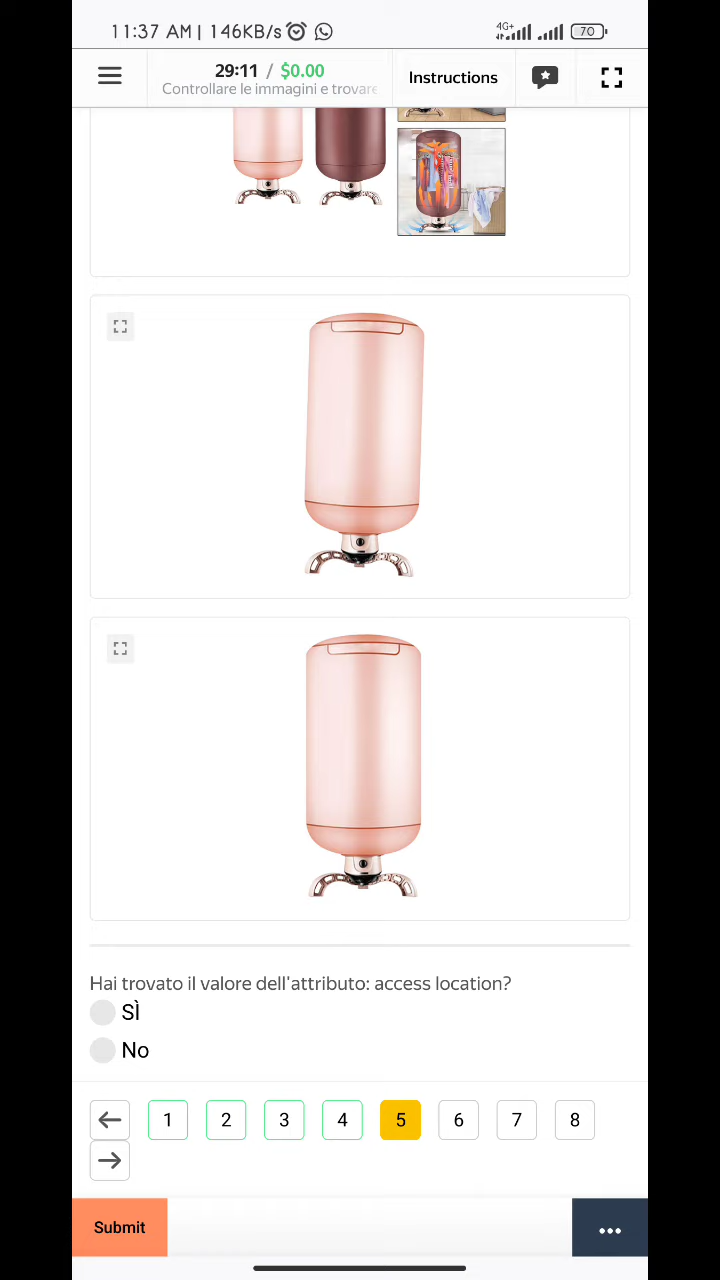 11:37 AM | 146KB/s
4G+
70
29:11 / $0.00
Controllare le immagini e trovare
Instructions
Hai trovato il valore dell'attributo: access location?
SÌ
No
1 2 3 4 5 6 7 8
Submit